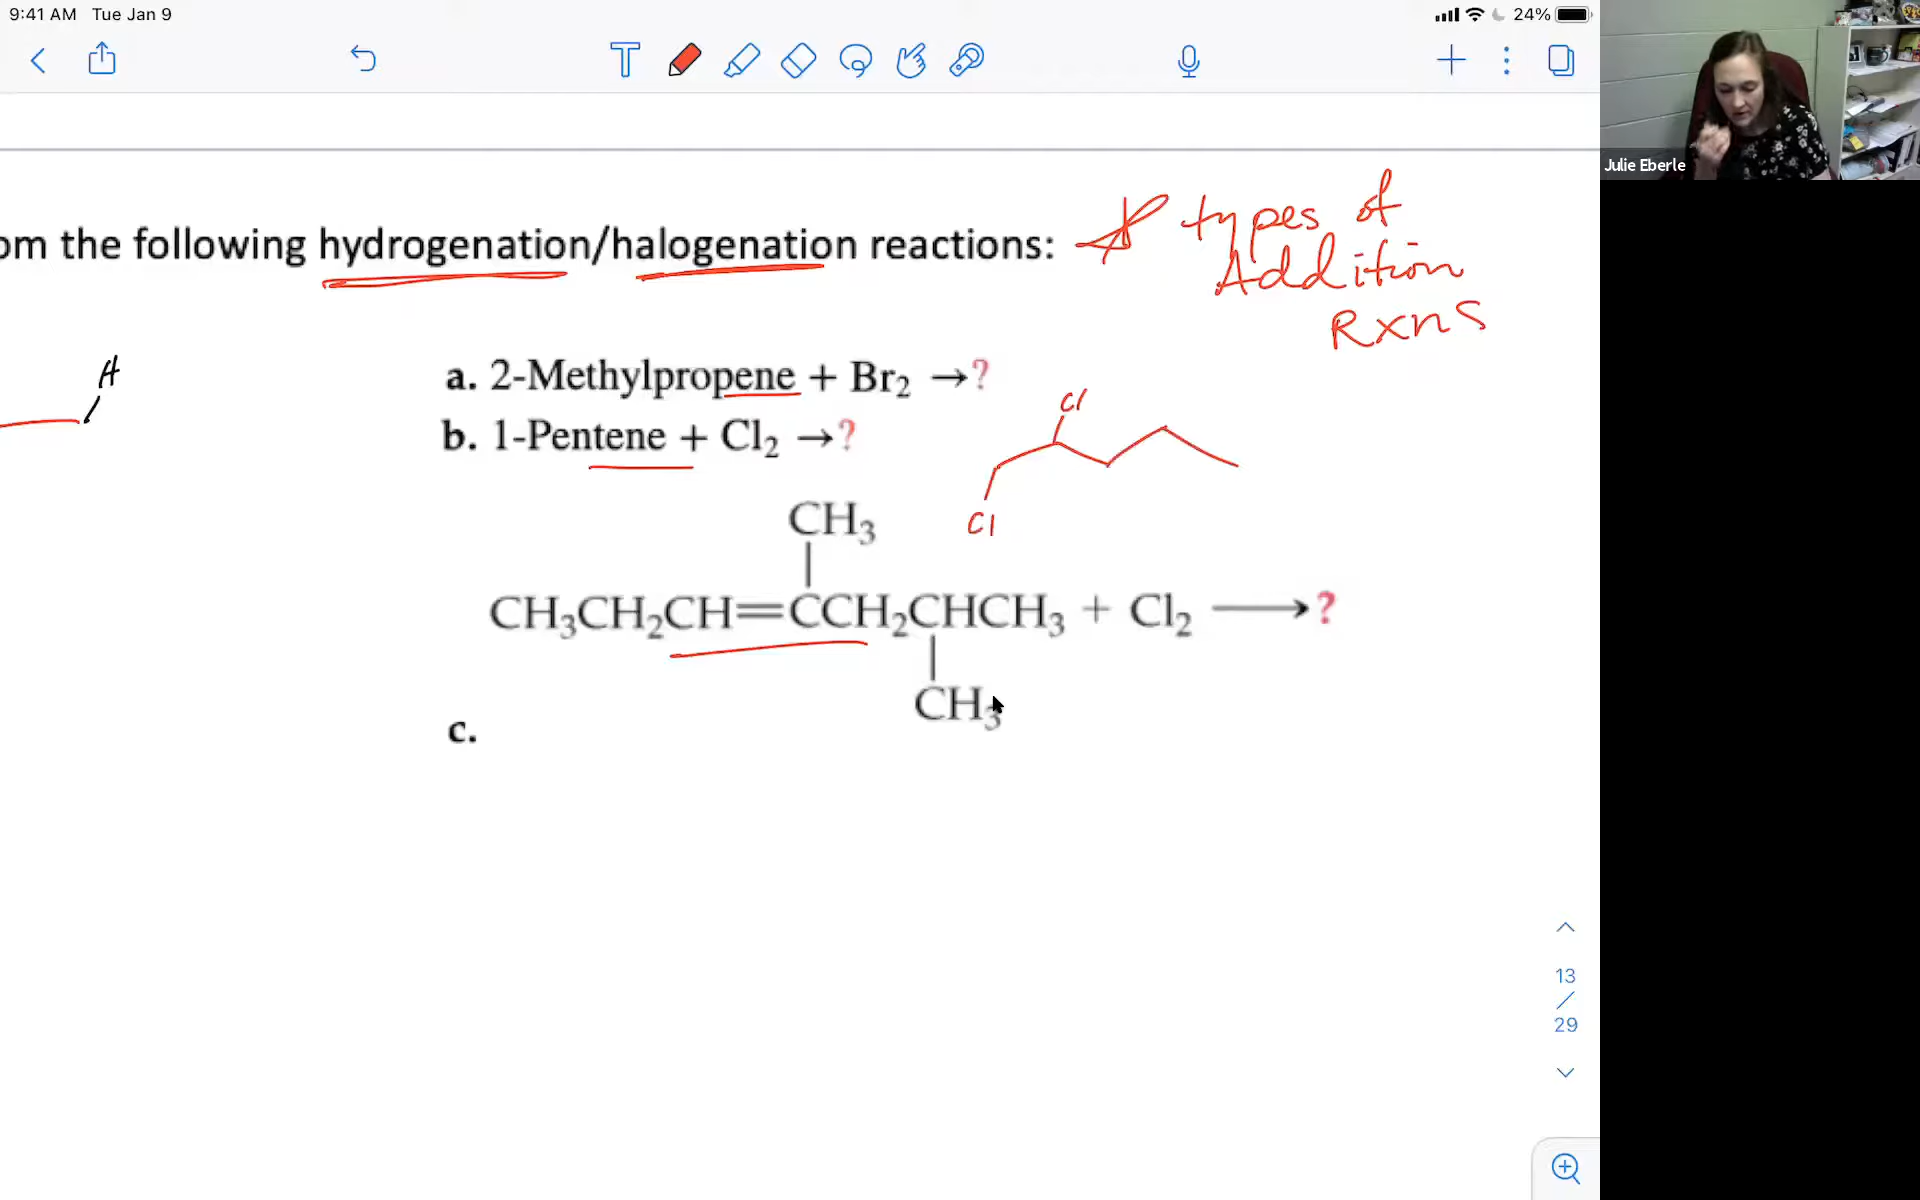 9:41 AM Tue Jan 9
24%
Julie Eberle
om the following hydrogenation/halogenation reactions:
types of
Addition
Rxns
H
a. 2-Methylpropene + Br₂ →?
b. 1-Pentene + Cl₂ →?
Cl
Cl
CH₃
CH₃CH₂CH=CCH₂CHCH₃ + Cl₂ ⟶?
CH₃
c.
13
/
29